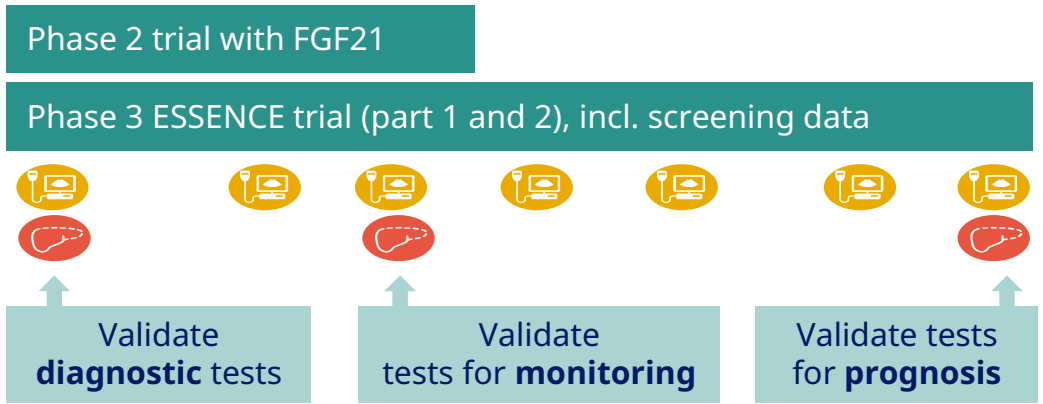 Phase 2 trial with FGF21
Phase 3 ESSENCE trial (part 1 and 2), incl. screening data
Validate
diagnostic tests
Validate
tests for monitoring
Validate tests
for prognosis